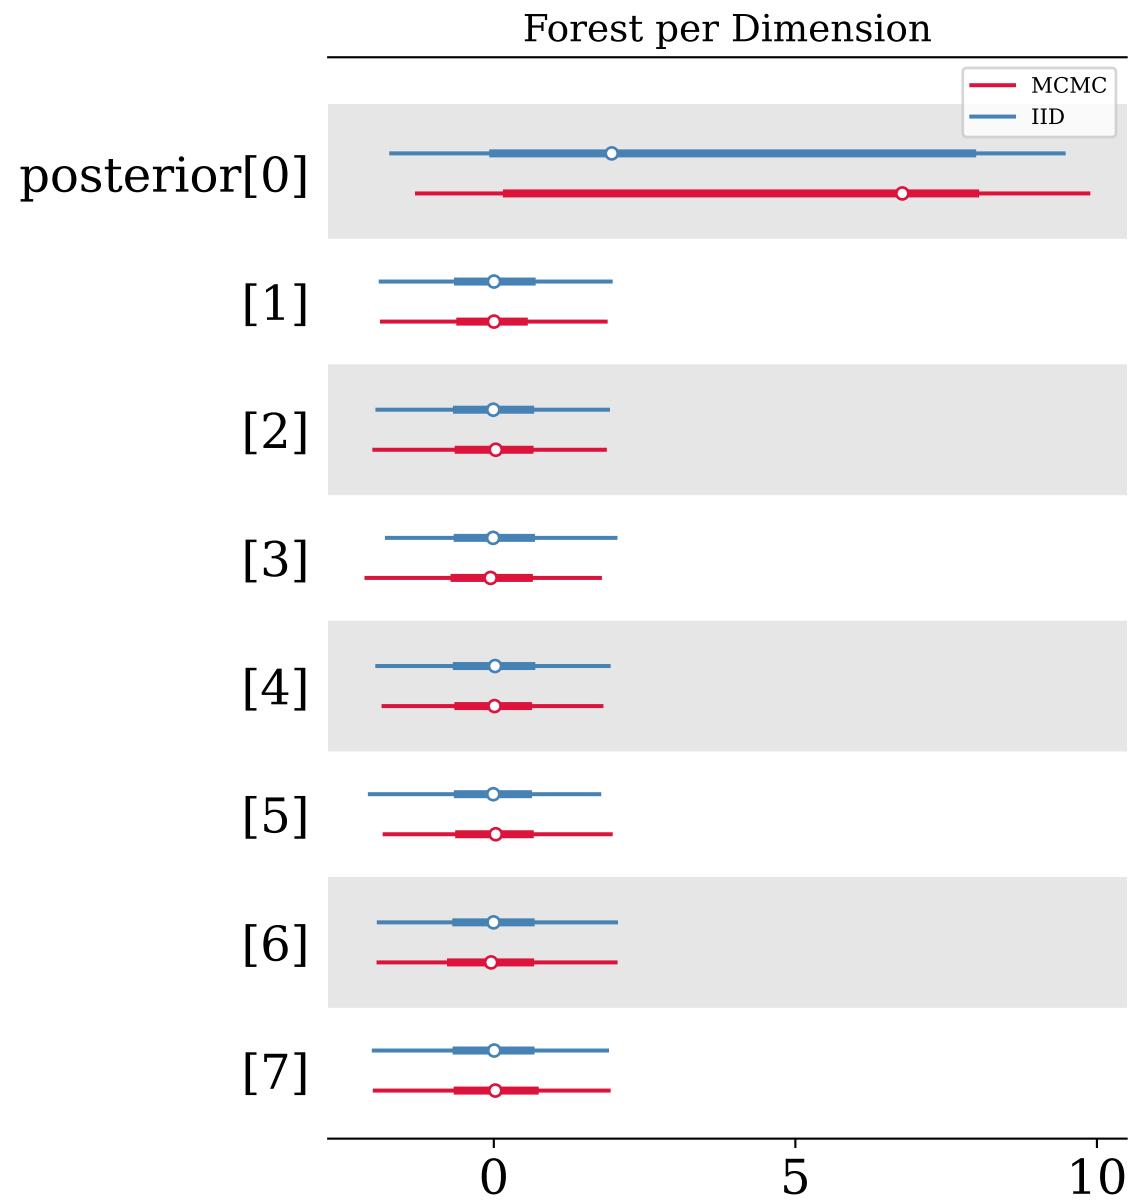 Forest per Dimension
MCMC
IID
posterior[0]
[1]
[2]
[3]
[4]
[5]
[6]
[7]
0 5 10